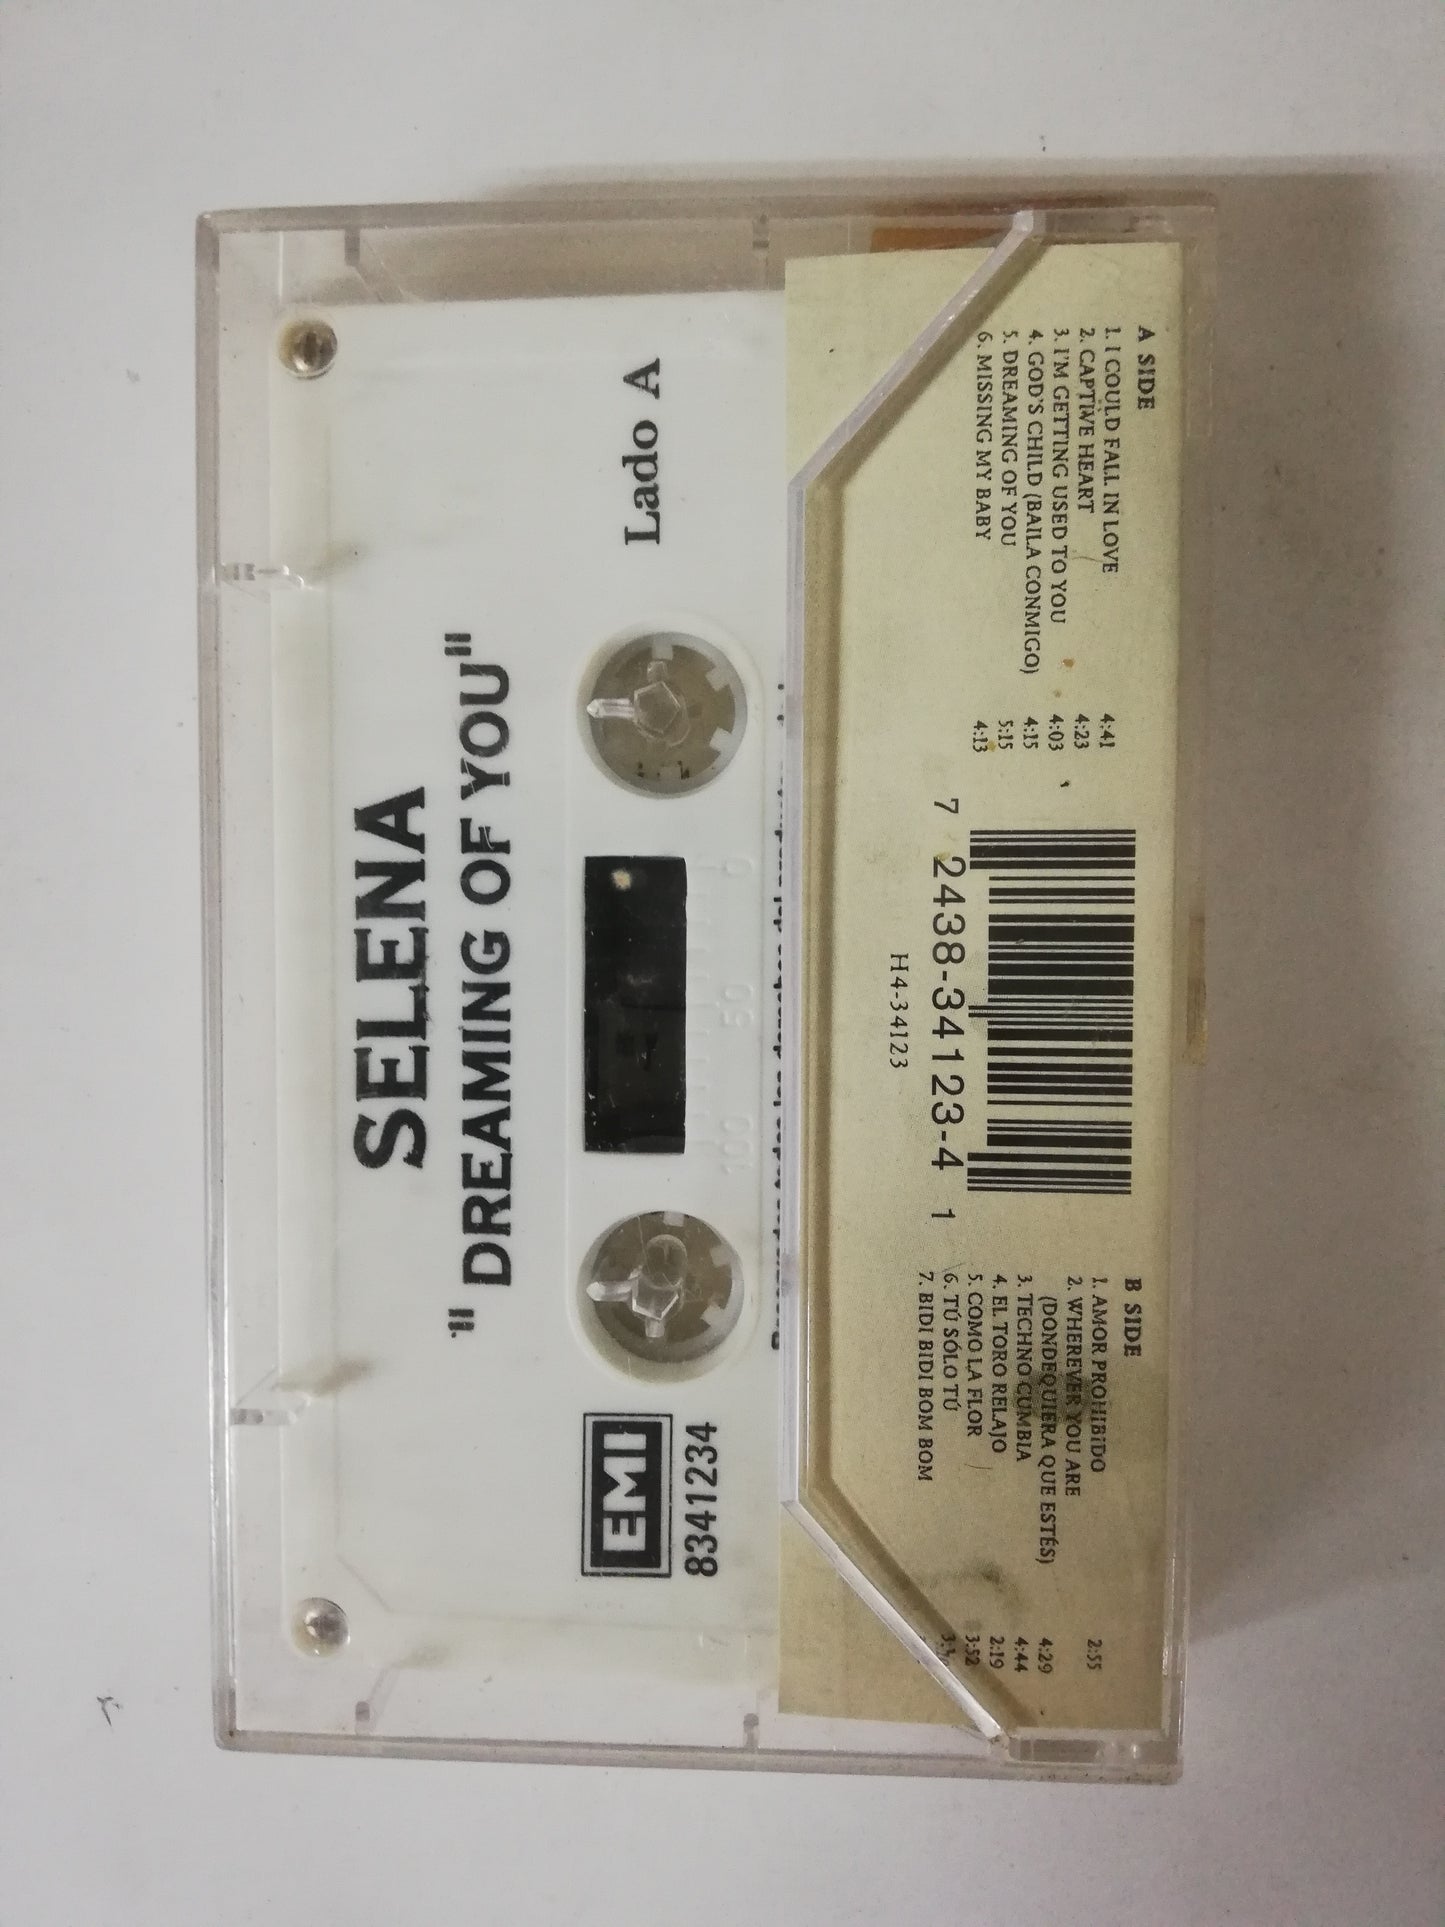 SELENA
"DREAMING OF YOU"
Lado A
0
50
100
EMI
8341234
A SIDE
1. I COULD FALL IN LOVE 4:41
2. CAPTIVE HEART 4:23
3. I'M GETTING USED TO YOU 4:03
4. GOD'S CHILD (BAILA CONMIGO) 4:15
5. DREAMING OF YOU 5:15
6. MISSING MY BABY 4:13
7 2438-34123-4 1
H4-34123
B SIDE
1. AMOR PROHIBIDO 2:55
2. WHEREVER YOU ARE
(DONDEQUIERA QUE ESTÉS) 4:29
3. TECHNO CUMBIA 4:44
4. EL TORO RELAJO 2:19
5. COMO LA FLOR 3:52
6. TÚ SÓLO TÚ
7. BIDI BIDI BOM BOM